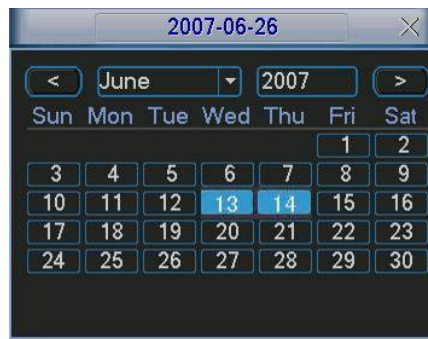 2007-06-26
< June 2007 >
Sun Mon Tue Wed Thu Fri Sat
1 2
3 4 5 6 7 8 9
10 11 12 13 14 15 16
17 18 19 20 21 22 23
24 25 26 27 28 29 30